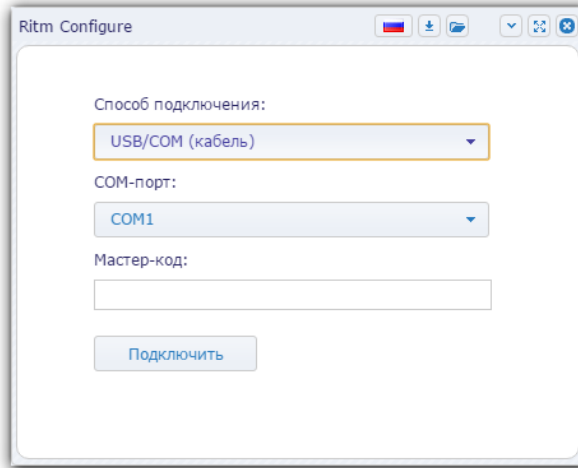 Ritm Configure
Способ подключения:
USB/COM (кабель)
COM-порт:
COM1
Мастер-код:
Подключить